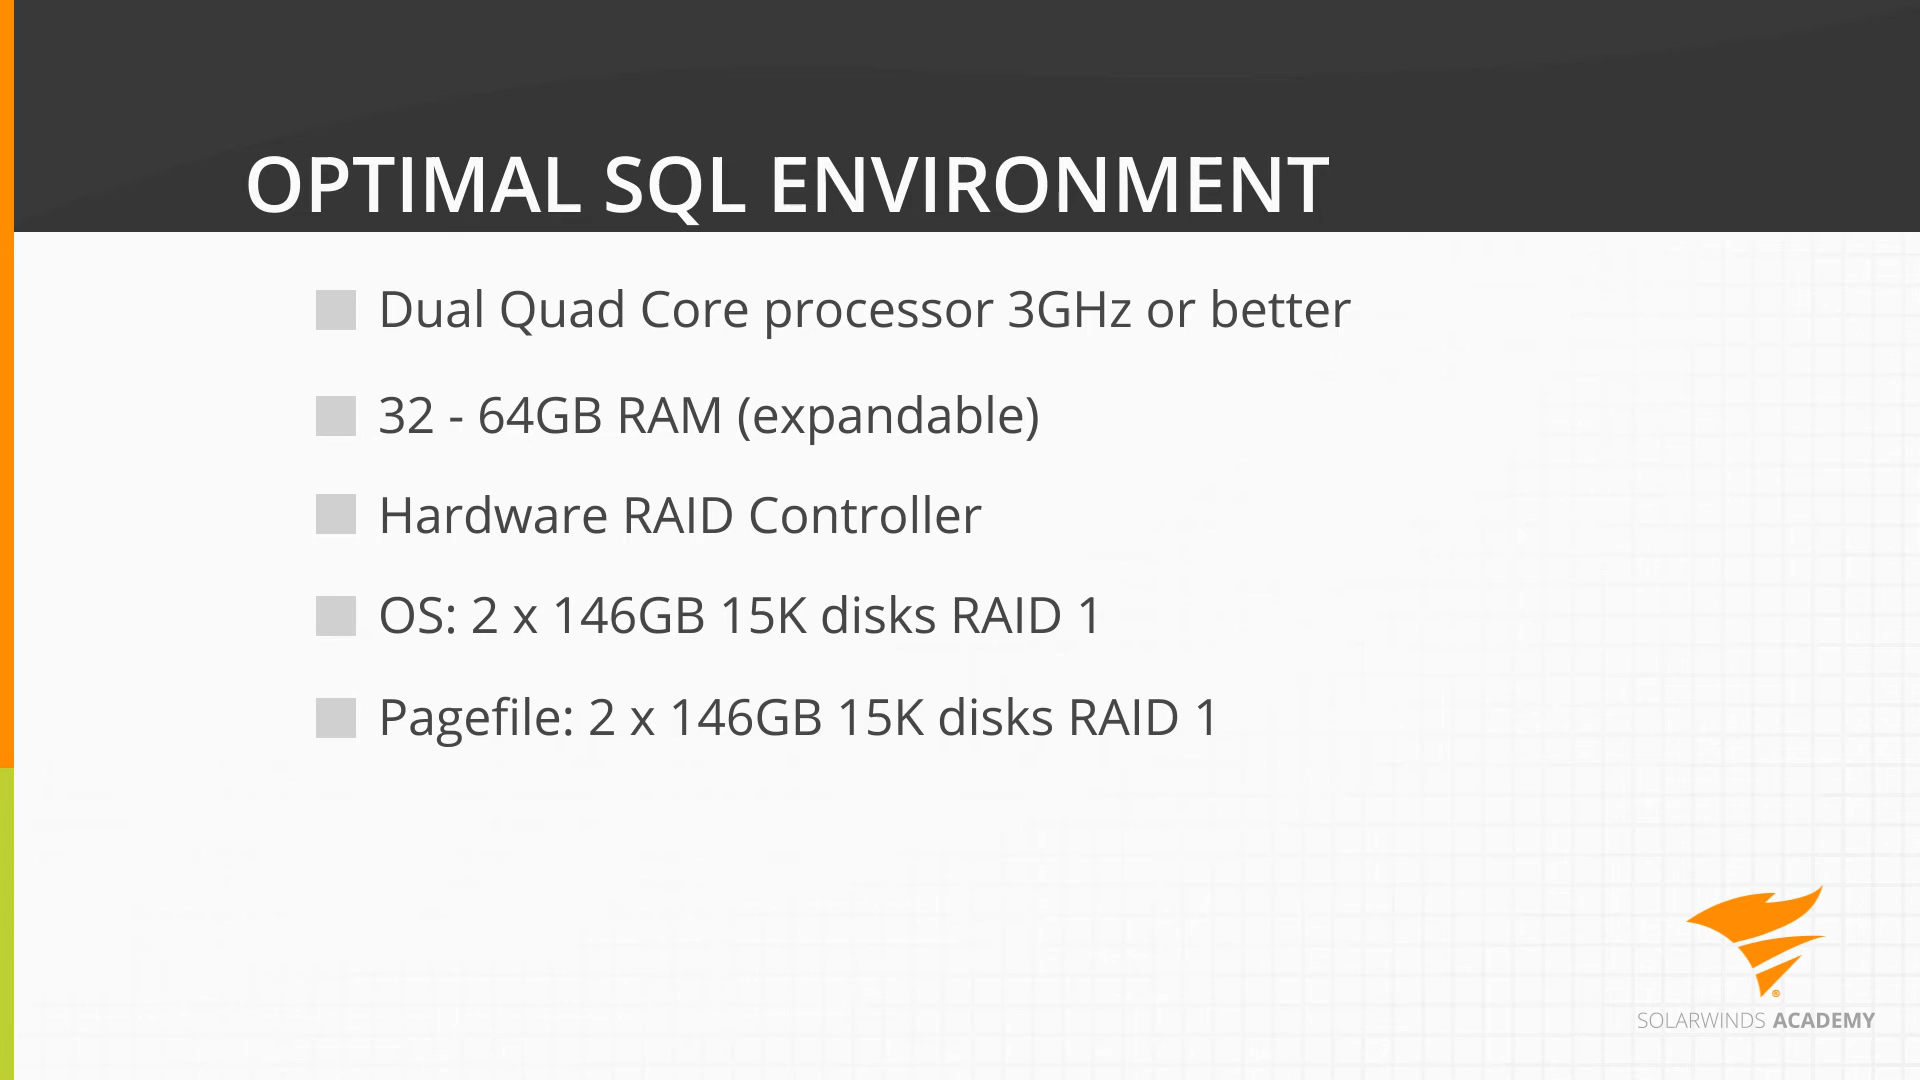 OPTIMAL SQL ENVIRONMENT
Dual Quad Core processor 3GHz or better
32 - 64GB RAM (expandable)
Hardware RAID Controller
OS: 2 x 146GB 15K disks RAID 1
Pagefile: 2 x 146GB 15K disks RAID 1
®
SOLARWINDS ACADEMY